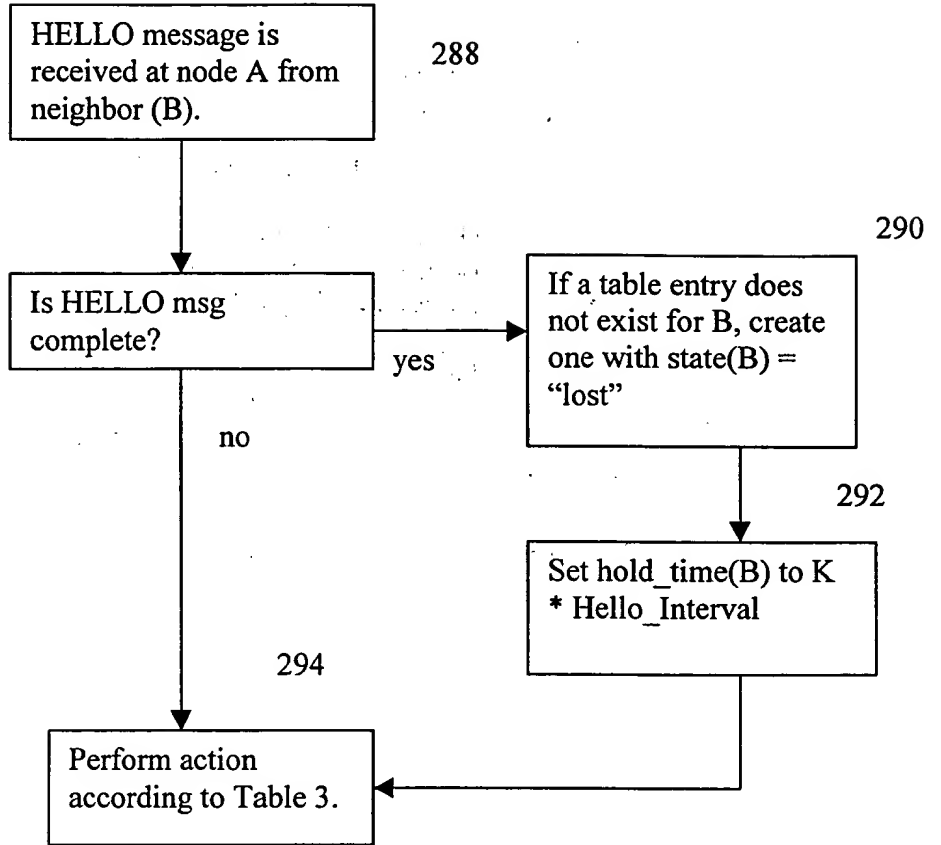 HELLO message is
received at node A from
neighbor (B).
288
290
Is HELLO msg
complete?
yes
If a table entry does
not exist for B, create
one with state(B) =
“lost”
no
292
Set hold_time(B) to K
* Hello_Interval
294
Perform action
according to Table 3.